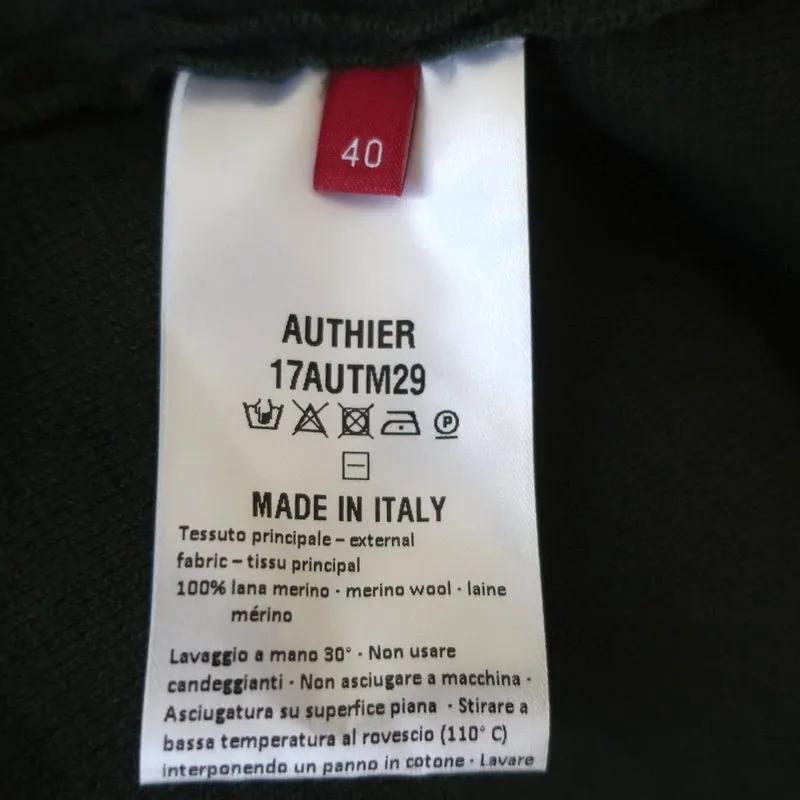 40
AUTHIER
17AUTM29
P
MADE IN ITALY
Tessuto principale – external
fabric – tissu principal
100% lana merino · merino wool · laine
mérino
Lavaggio a mano 30° · Non usare
candeggianti · Non asciugare a macchina ·
Asciugatura su superfice piana · Stirare a
bassa temperatura al rovescio (110° C)
interponendo un panno in cotone · Lavare